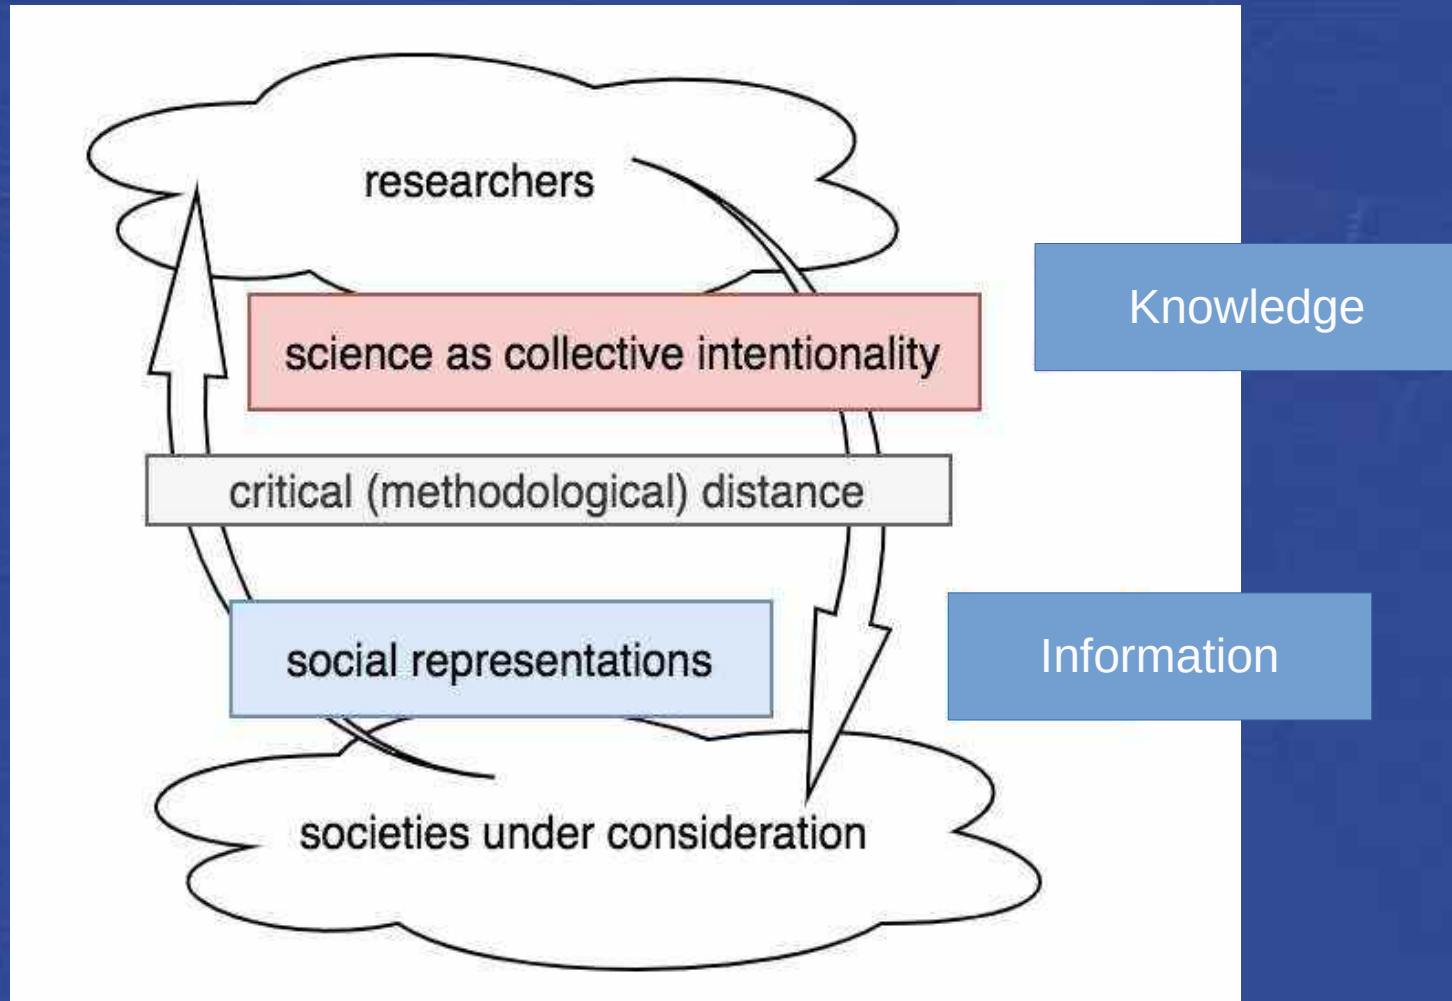 researchers
Knowledge
science as collective intentionality
critical (methodological) distance
social representations
Information
societies under consideration